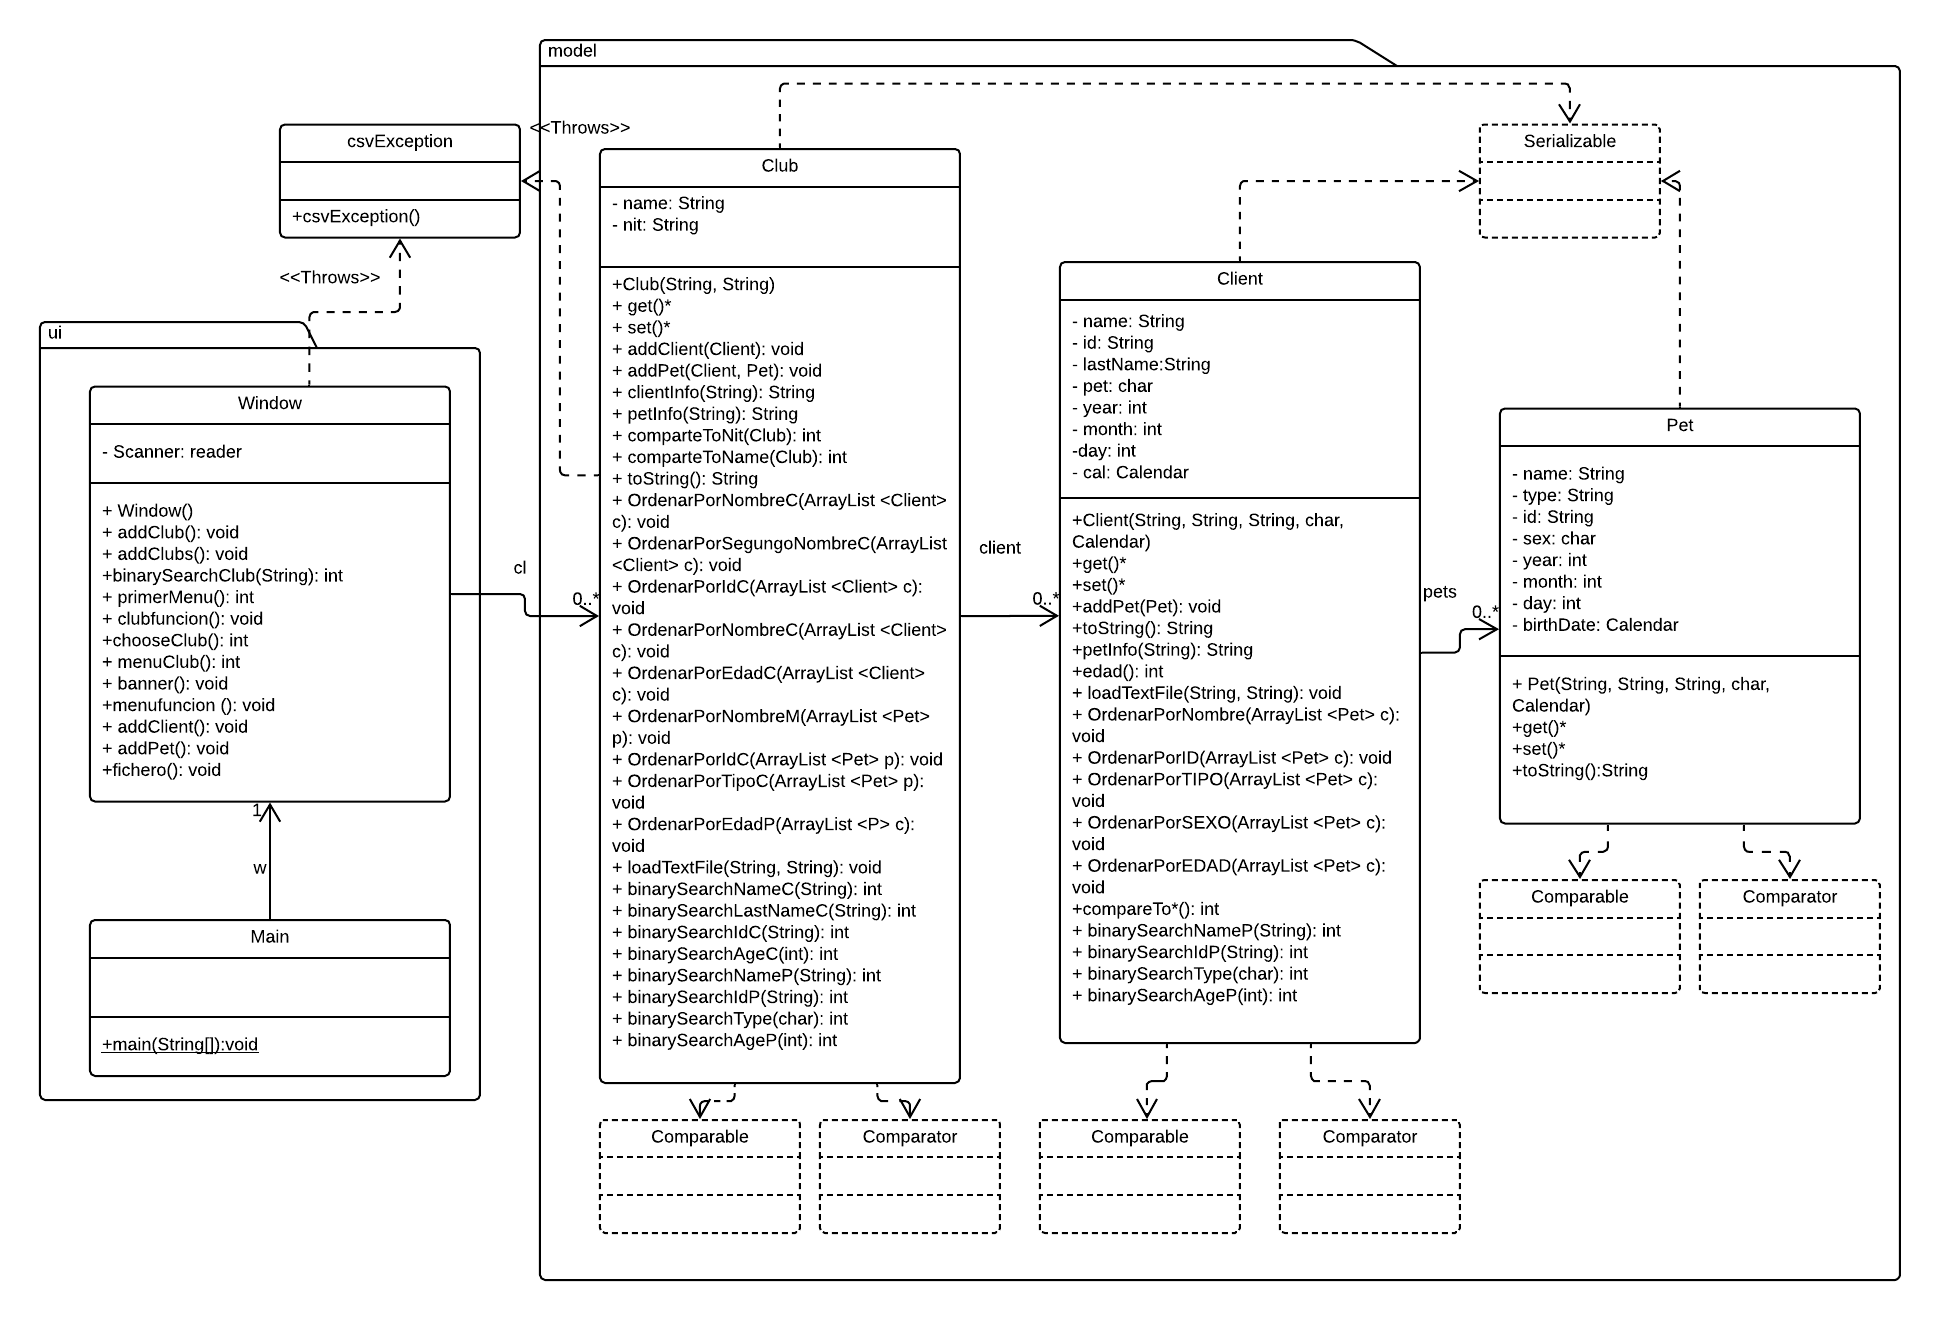 model
<<Throws>>
csvException
+csvException()
<<Throws>>
Serializable
Club
- name: String
- nit: String
+Club(String, String)
+ get()*
+ set()*
+ addClient(Client): void
+ addPet(Client, Pet): void
+ clientInfo(String): String
+ petInfo(String): String
+ comparteToNit(Club): int
+ comparteToName(Club): int
+ toString(): String
+ OrdenarPorNombreC(ArrayList <Client>
c): void
+ OrdenarPorSegungoNombreC(ArrayList
<Client> c): void
+ OrdenarPorIdC(ArrayList <Client> c):
void
+ OrdenarPorNombreC(ArrayList <Client>
c): void
+ OrdenarPorEdadC(ArrayList <Client>
c): void
+ OrdenarPorNombreM(ArrayList <Pet>
p): void
+ OrdenarPorIdC(ArrayList <Pet> p): void
+ OrdenarPorTipoC(ArrayList <Pet> p):
void
+ OrdenarPorEdadP(ArrayList <P> c):
void
+ loadTextFile(String, String): void
+ binarySearchNameC(String): int
+ binarySearchLastNameC(String): int
+ binarySearchIdC(String): int
+ binarySearchAgeC(int): int
+ binarySearchNameP(String): int
+ binarySearchIdP(String): int
+ binarySearchType(char): int
+ binarySearchAgeP(int): int
Client
- name: String
- id: String
- lastName:String
- pet: char
- year: int
- month: int
-day: int
- cal: Calendar
+Client(String, String, String, char,
Calendar)
+get()*
+set()*
+addPet(Pet): void
+toString(): String
+petInfo(String): String
+edad(): int
+ loadTextFile(String, String): void
+ OrdenarPorNombre(ArrayList <Pet> c):
void
+ OrdenarPorID(ArrayList <Pet> c): void
+ OrdenarPorTIPO(ArrayList <Pet> c):
void
+ OrdenarPorSEXO(ArrayList <Pet> c):
void
+ OrdenarPorEDAD(ArrayList <Pet> c):
void
+compareTo*(): int
+ binarySearchNameP(String): int
+ binarySearchIdP(String): int
+ binarySearchType(char): int
+ binarySearchAgeP(int): int
Pet
- name: String
- type: String
- id: String
- sex: char
- year: int
- month: int
- day: int
- birthDate: Calendar
+ Pet(String, String, String, char,
Calendar)
+get()*
+set()*
+toString():String
ui
Window
- Scanner: reader
+ Window()
+ addClub(): void
+ addClubs(): void
+binarySearchClub(String): int
+ primerMenu(): int
+ clubfuncion(): void
+chooseClub(): int
+ menuClub(): int
+ banner(): void
+menufuncion (): void
+ addClient(): void
+ addPet(): void
+fichero(): void
cl
0..*
client
0..*
pets
0..*
1
w
Main
+main(String[]):void
Comparable
Comparator
Comparable
Comparator
Comparable
Comparator